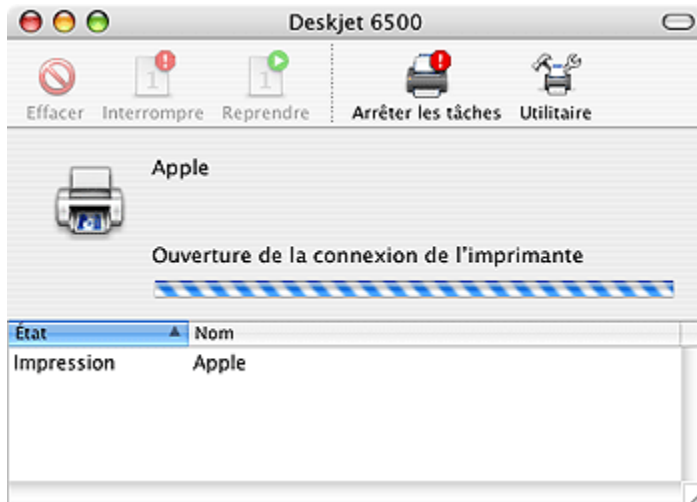 Deskjet 6500
Effacer Interrompre Reprendre Arrêter les tâches Utilitaire
Apple
Ouverture de la connexion de l'imprimante
État Nom
Impression Apple